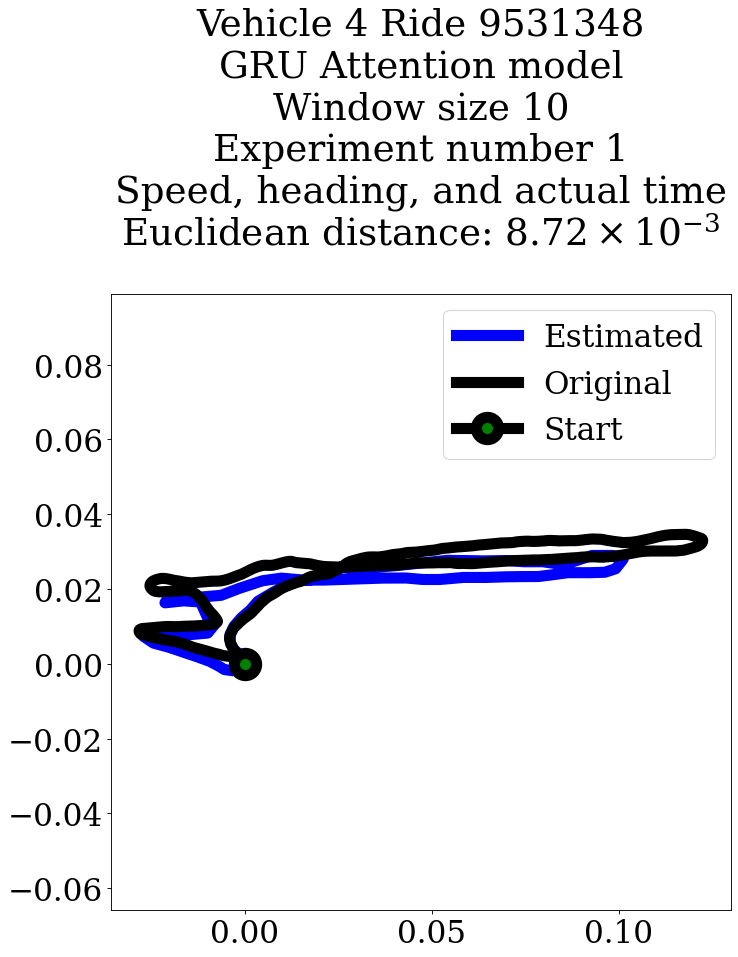 Vehicle 4 Ride 9531348
GRU Attention model
Window size 10
Experiment number 1
Speed, heading, and actual time
Euclidean distance: 8.72 × 10⁻³
Estimated
Original
Start
0.08
0.06
0.04
0.02
0.00
−0.02
−0.04
−0.06
0.00 0.05 0.10